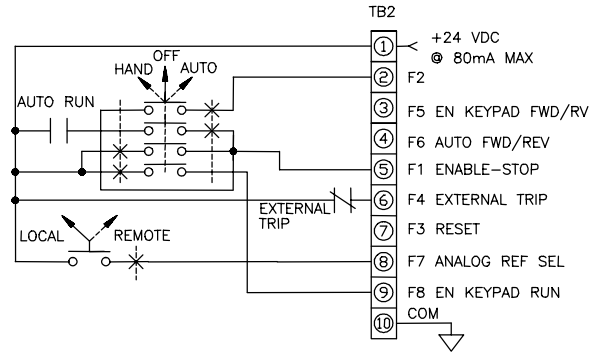 TB2
+24 VDC
@ 80mA MAX
OFF
HAND
AUTO
AUTO RUN
1
2 F2
3 F5 EN KEYPAD FWD/RV
4 F6 AUTO FWD/REV
5 F1 ENABLE-STOP
6 F4 EXTERNAL TRIP
EXTERNAL
TRIP
7 F3 RESET
LOCAL
REMOTE
8 F7 ANALOG REF SEL
9 F8 EN KEYPAD RUN
10 COM